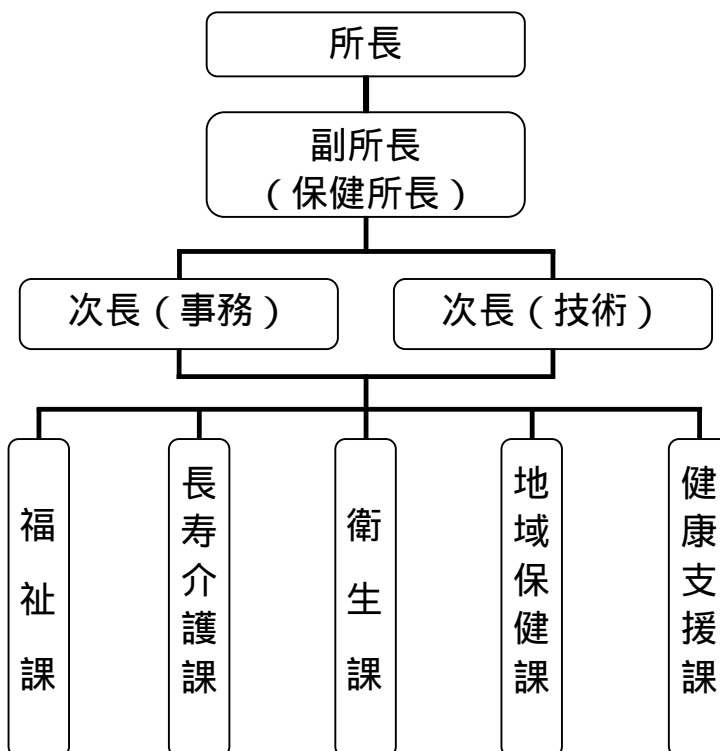 所長
副所長
(保健所長)
次長(事務)
次長(技術)
福祉課
長寿介護課
衛生課
地域保健課
健康支援課